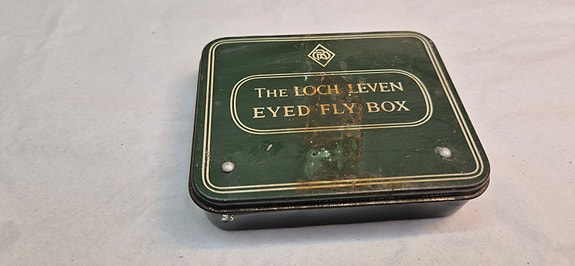 THE LOCH LEVEN
EYED FLY BOX